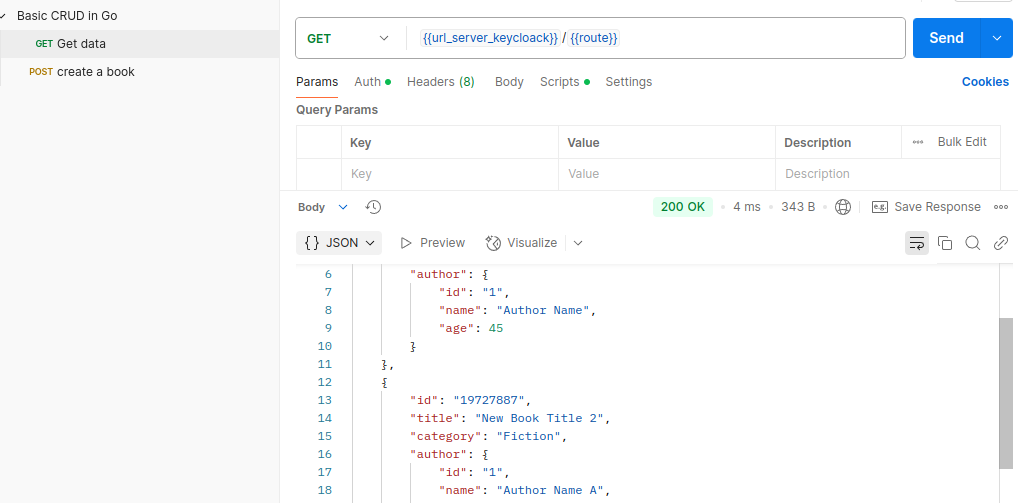 Basic CRUD in Go
GET Get data
POST create a book
GET {{url_server_keycloack}} / {{route}} Send
Params Auth Headers (8) Body Scripts Settings Cookies
Query Params
Key Value Description ••• Bulk Edit
Key Value Description
Body 200 OK • 4 ms • 343 B • e.g. Save Response •••
{} JSON Preview Visualize
6 "author": {
7 "id": "1",
8 "name": "Author Name",
9 "age": 45
10 }
11 },
12 {
13 "id": "19727887",
14 "title": "New Book Title 2",
15 "category": "Fiction",
16 "author": {
17 "id": "1",
18 "name": "Author Name A",